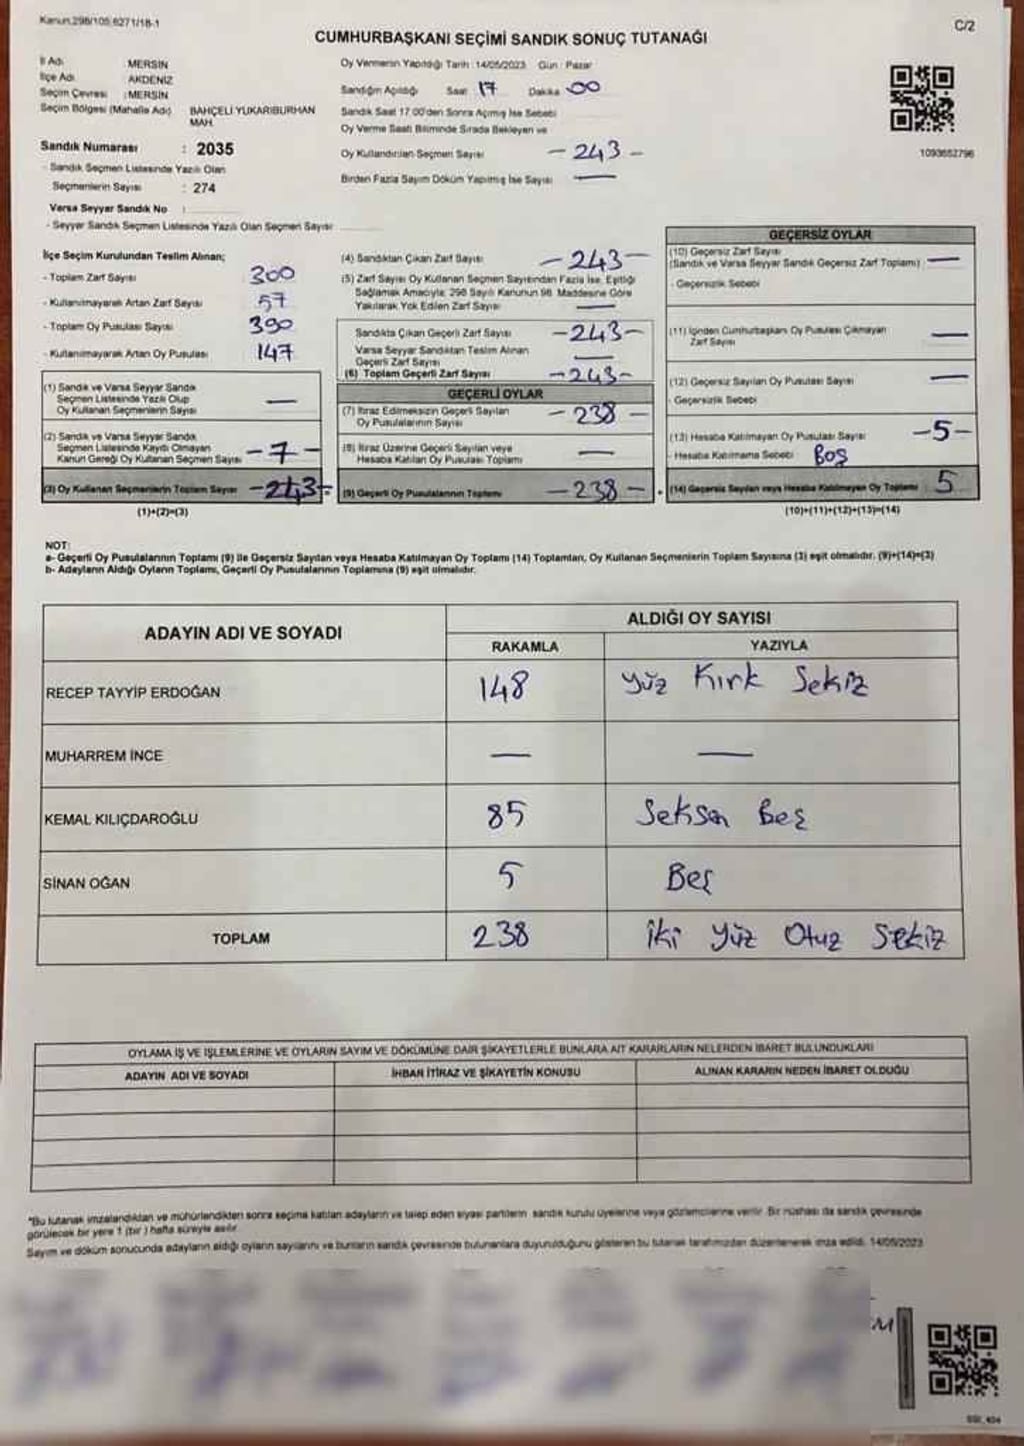 Kanun:298/105,6271/18-1
C/2
CUMHURBAŞKANI SEÇİMİ SANDIK SONUÇ TUTANAĞI
İl Adı : MERSİN
İlçe Adı : AKDENİZ
Seçim Çevresi : MERSİN
Seçim Bölgesi (Mahalle Adı) : BAHÇELİ YUKARIBURHAN MAH.
Sandık Numarası : 2035
- Sandık Seçmen Listesinde Yazılı Olan
Seçmenlerin Sayısı : 274
Varsa Seyyar Sandık No :
- Seyyar Sandık Seçmen Listesinde Yazılı Olan Seçmen Sayısı
Oy Vermenin Yapıldığı Tarih : 14/05/2023 Gün : Pazar
Sandığın Açıldığı Saat 17 Dakika 00
Sandık Saat 17.00'den Sonra Açılmış İse Sebebi
Oy Verme Saati Bitiminde Sırada Bekleyen ve
Oy Kullandırılan Seçmen Sayısı - 243 -
Birden Fazla Sayım Döküm Yapılmış İse Sayısı —
1093652796
İlçe Seçim Kurulundan Teslim Alınan;
- Toplam Zarf Sayısı 300
- Kullanılmayarak Artan Zarf Sayısı 57
- Toplam Oy Pusulası Sayısı 390
- Kullanılmayarak Artan Oy Pusulası 147
(1) Sandık ve Varsa Seyyar Sandık
Seçmen Listesinde Yazılı Olup
Oy Kullanan Seçmenlerin Sayısı —
(2) Sandık ve Varsa Seyyar Sandık
Seçmen Listesinde Kayıtlı Olmayan
Kanun Gereği Oy Kullanan Seçmen Sayısı - 7 -
(3) Oy Kullanan Seçmenlerin Toplam Sayısı - 243 -
(1)+(2)=(3)
(4) Sandıktan Çıkan Zarf Sayısı - 243 -
(5) Zarf Sayısı Oy Kullanan Seçmen Sayısından Fazla İse, Eşitliği
Sağlamak Amacıyla, 298 Sayılı Kanunun 98. Maddesine Göre
Yakılarak Yok Edilen Zarf Sayısı —
Sandıkta Çıkan Geçerli Zarf Sayısı - 243 -
Varsa Seyyar Sandıktan Teslim Alınan
Geçerli Zarf Sayısı —
(6) Toplam Geçerli Zarf Sayısı - 243 -
GEÇERLİ OYLAR
(7) İtiraz Edilmeksizin Geçerli Sayılan
Oy Pusulalarının Sayısı - 238 -
(8) İtiraz Üzerine Geçerli Sayılan veya
Hesaba Katılan Oy Pusulası Toplamı —
(9) Geçerli Oy Pusulalarının Toplamı - 238 -
GEÇERSİZ OYLAR
(10) Geçersiz Zarf Sayısı
(Sandık ve Varsa Seyyar Sandık Geçersiz Zarf Toplamı) —
- Geçersizlik Sebebi
(11) İçinden Cumhurbaşkanı Oy Pusulası Çıkmayan
Zarf Sayısı —
(12) Geçersiz Sayılan Oy Pusulası Sayısı —
- Geçersizlik Sebebi
(13) Hesaba Katılmayan Oy Pusulası Sayısı - 5 -
- Hesaba Katılmama Sebebi Boş
(14) Geçersiz Sayılan veya Hesaba Katılmayan Oy Toplamı 5
(10)+(11)+(12)+(13)=(14)
NOT:
a- Geçerli Oy Pusulalarının Toplamı (9) ile Geçersiz Sayılan veya Hesaba Katılmayan Oy Toplamı (14) Toplamları, Oy Kullanan Seçmenlerin Toplam Sayısına (3) eşit olmalıdır. (9)+(14)=(3)
b- Adayların Aldığı Oyların Toplamı, Geçerli Oy Pusulalarının Toplamına (9) eşit olmalıdır.
ADAYIN ADI VE SOYADI ALDIĞI OY SAYISI
RAKAMLA YAZIYLA
RECEP TAYYİP ERDOĞAN 148 Yüz Kırk Sekiz
MUHARREM İNCE — —
KEMAL KILIÇDAROĞLU 85 Seksen Beş
SİNAN OĞAN 5 Beş
TOPLAM 238 İki Yüz Otuz Sekiz
OYLAMA İŞ VE İŞLEMLERİNE VE OYLARIN SAYIM VE DÖKÜMÜNE DAİR ŞİKAYETLERLE BUNLARA AİT KARARLARIN NELERDEN İBARET BULUNDUKLARI
ADAYIN ADI VE SOYADI İHBAR İTİRAZ VE ŞİKAYETİN KONUSU ALINAN KARARIN NEDEN İBARET OLDUĞU
*Bu tutanak imzalandıktan ve mühürlendikten sonra seçime katılan adayların ve talep eden siyasi partilerin sandık kurulu üyelerine veya gözlemcilerine verilir. Bir nüshası da sandık çevresinde
görülecek bir yere 1 (bir) hafta süreyle asılır.
Sayım ve döküm sonucunda adayların aldığı oyların sayılarını ve bunların sandık çevresinde bulunanlara duyurulduğunu gösteren bu tutanak tarafımızdan düzenlenerek imza edildi. 14/05/2023